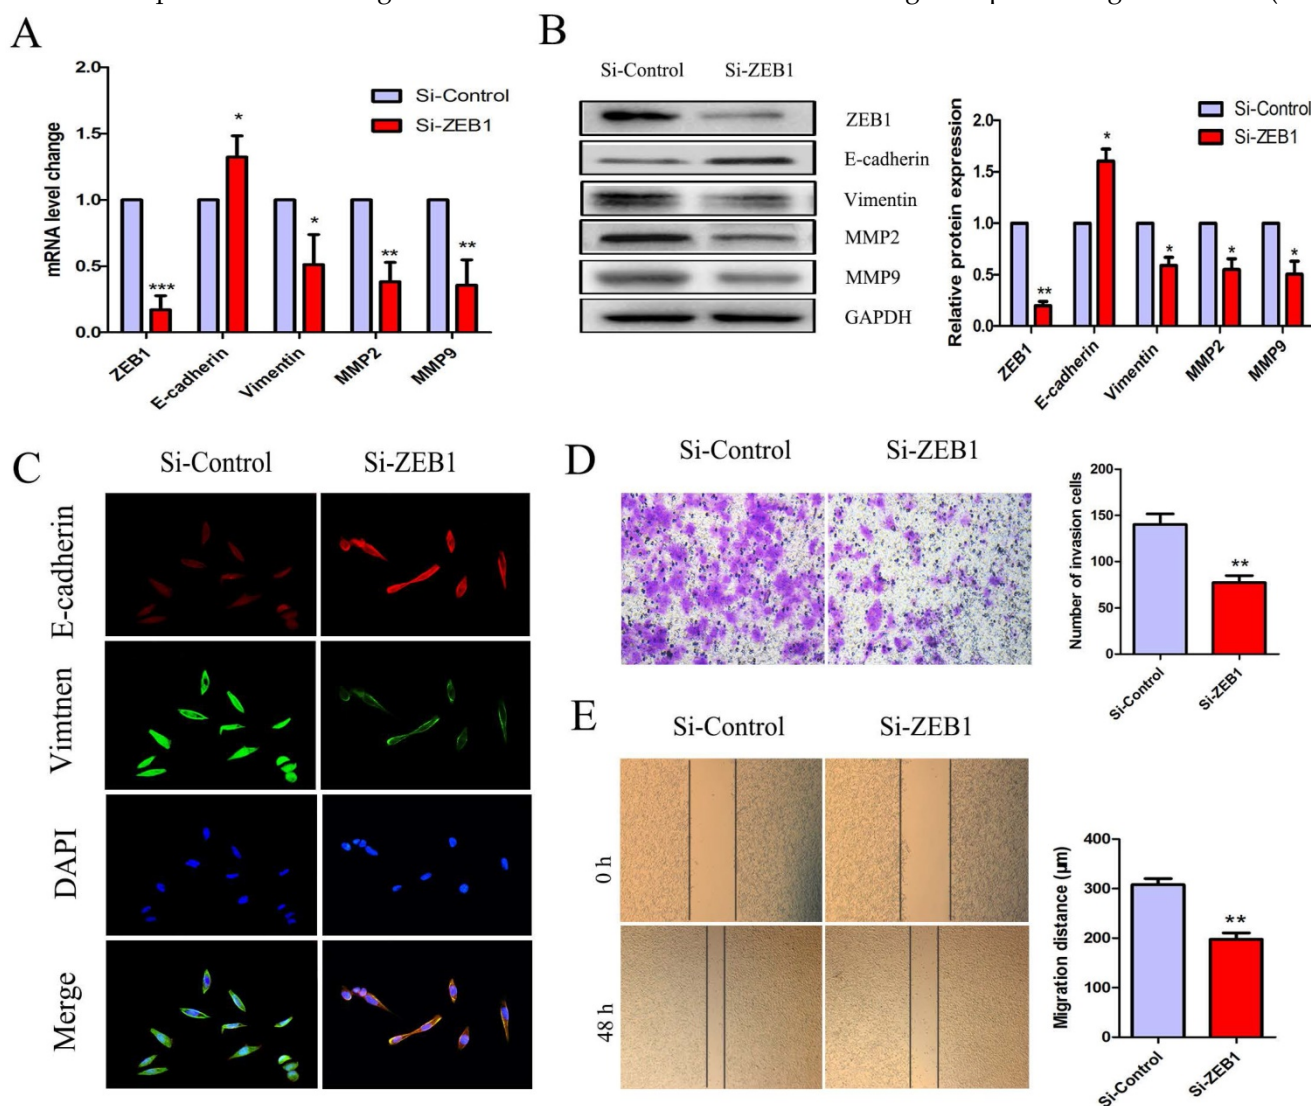 A
mRNA level change
2.0
1.5
1.0
0.5
0.0
Si-Control
Si-ZEB1
*
*
**
**
***
ZEB1
E-cadherin
Vimentin
MMP2
MMP9
B
Si-Control Si-ZEB1
ZEB1
E-cadherin
Vimentin
MMP2
MMP9
GAPDH
Relative protein expression
2.0
1.5
1.0
0.5
0.0
Si-Control
Si-ZEB1
*
**
*
*
*
ZEB1
E-cadherin
Vimentin
MMP2
MMP9
C
Si-Control Si-ZEB1
E-cadherin
Vimtnen
DAPI
Merge
D
Si-Control Si-ZEB1
Number of invasion cells
200
150
100
50
0
**
Si-Control
Si-ZEB1
E
Si-Control Si-ZEB1
0 h
48 h
Migration distance (μm)
400
300
200
100
0
**
Si-Control
Si-ZEB1